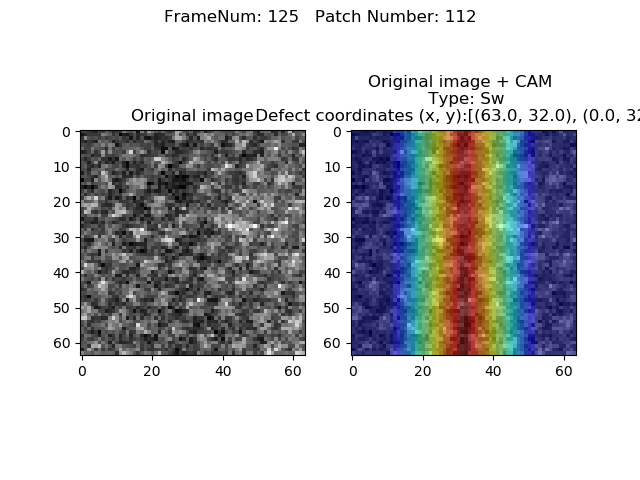 FrameNum: 125   Patch Number: 112
Original image + CAM
Type: Sw
Original image
Defect coordinates (x, y):[(63.0, 32.0), (0.0, 32
0
10
20
30
40
50
60
0 20 40 60
0
10
20
30
40
50
60
0 20 40 60